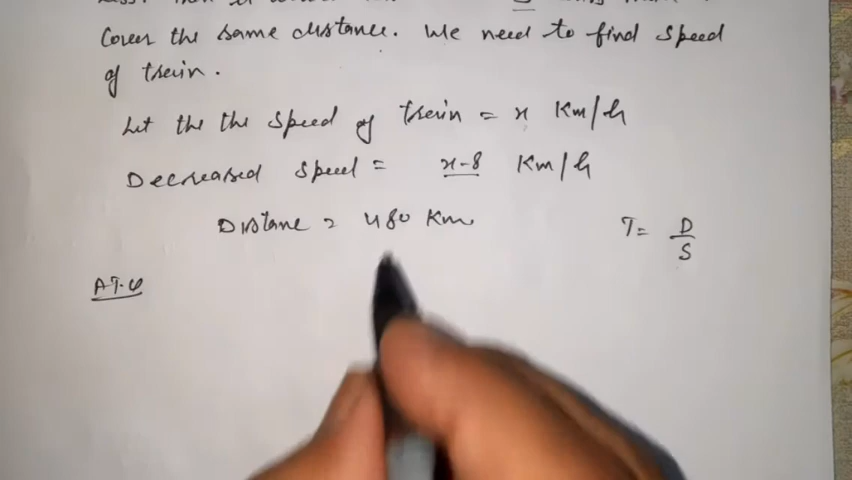 Cover the same distance. We need to find speed
of train.
Let the the speed of train = x Km/h
Decreased speed = x-8 Km/h
Distane = 480 Km
T= D/S
A.T.Q